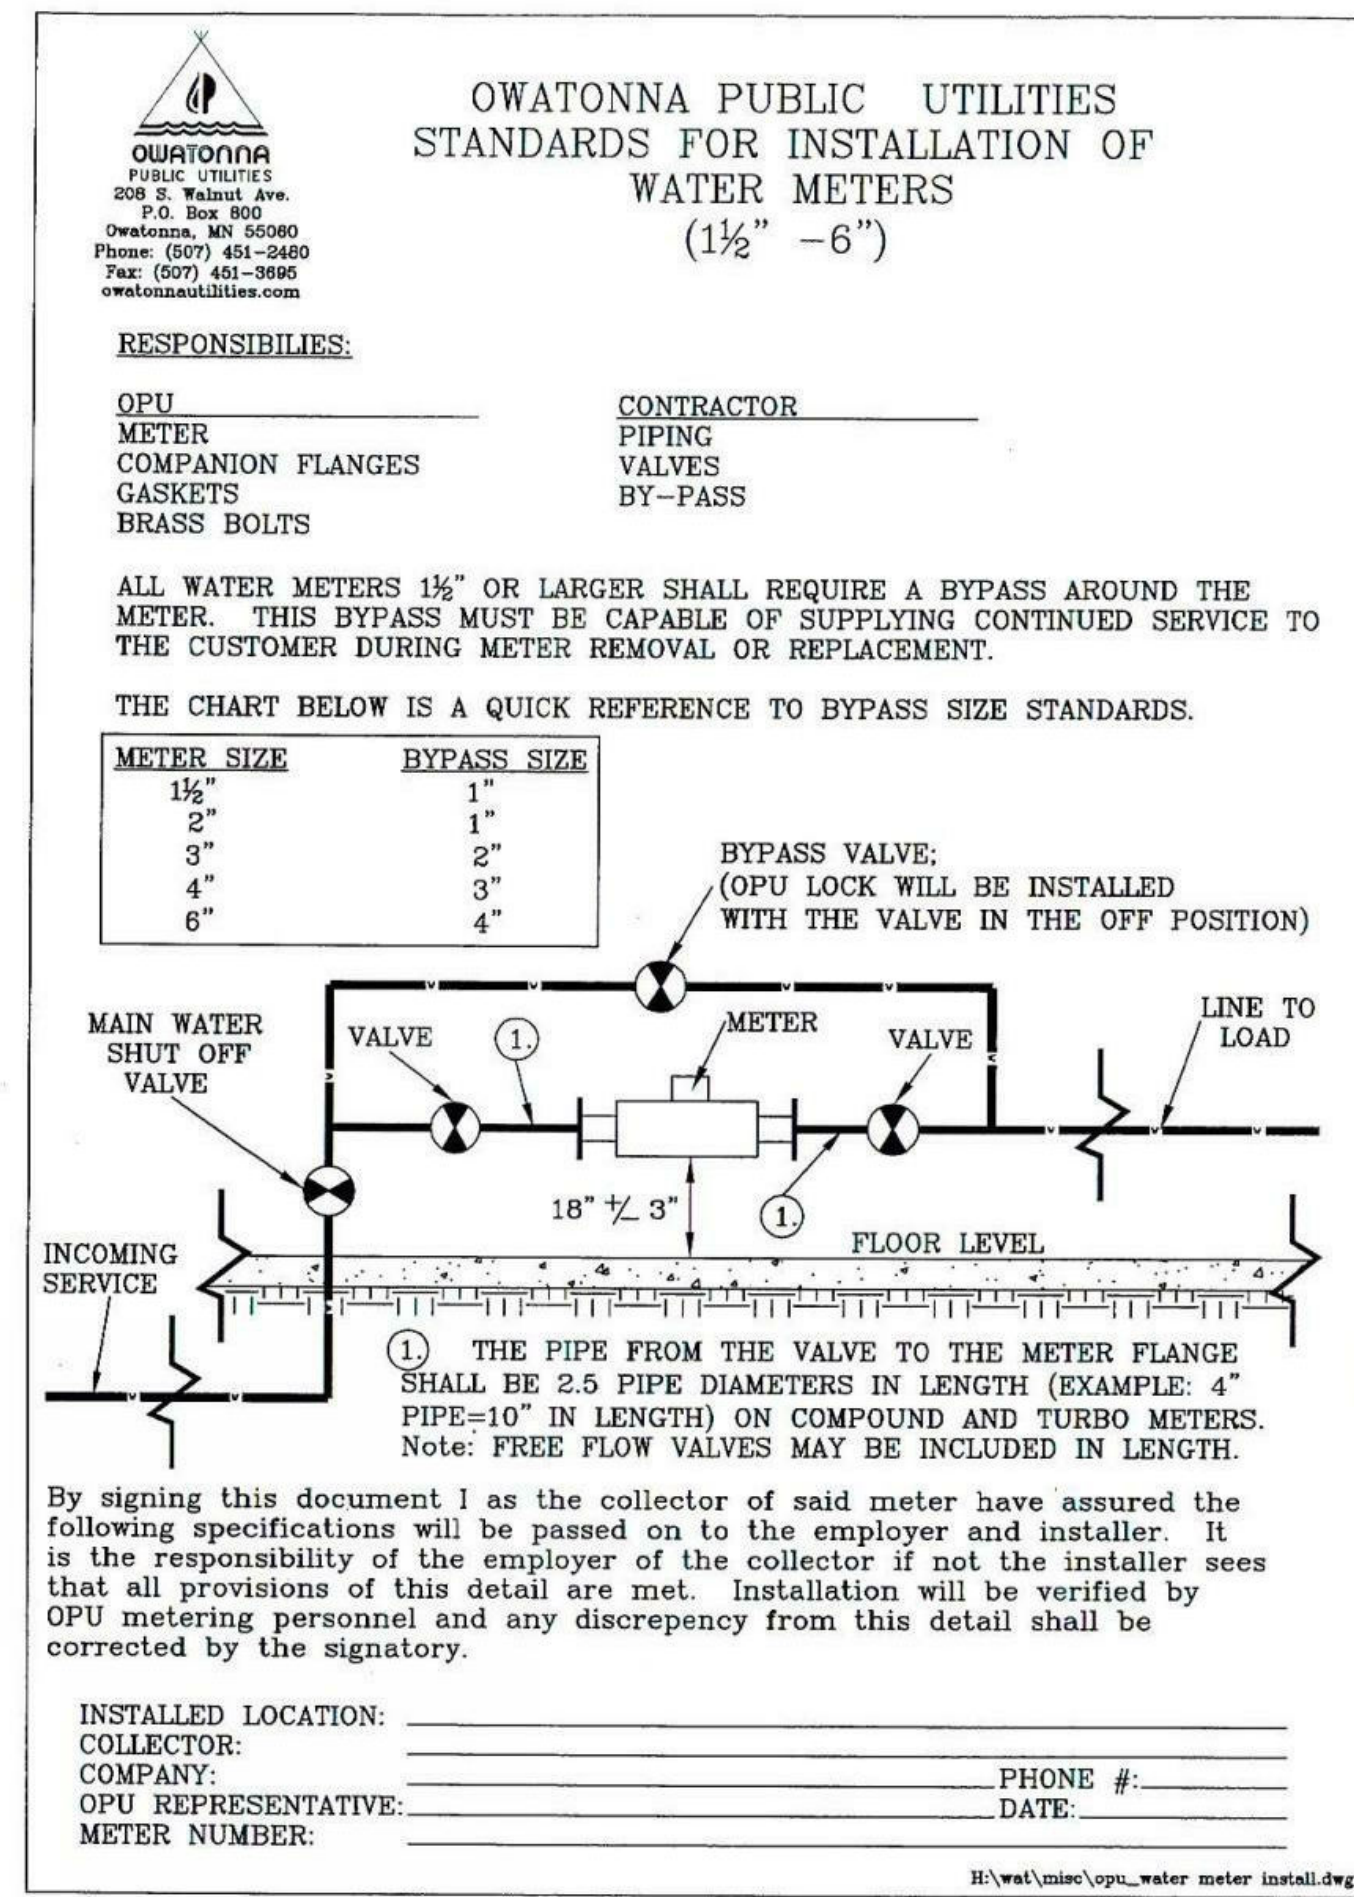 OWATONNA
PUBLIC UTILITIES
208 S. Walnut Ave.
P.O. Box 800
Owatonna, MN 55060
Phone: (507) 451-2480
Fax: (507) 451-3695
owatonnautilities.com
OWATONNA PUBLIC UTILITIES
STANDARDS FOR INSTALLATION OF
WATER METERS
(1½" -6")
RESPONSIBILIES:
OPU
METER
COMPANION FLANGES
GASKETS
BRASS BOLTS
CONTRACTOR
PIPING
VALVES
BY-PASS
ALL WATER METERS 1½" OR LARGER SHALL REQUIRE A BYPASS AROUND THE
METER. THIS BYPASS MUST BE CAPABLE OF SUPPLYING CONTINUED SERVICE TO
THE CUSTOMER DURING METER REMOVAL OR REPLACEMENT.
THE CHART BELOW IS A QUICK REFERENCE TO BYPASS SIZE STANDARDS.
METER SIZE BYPASS SIZE
1½" 1"
2" 1"
3" 2"
4" 3"
6" 4"
BYPASS VALVE;
(OPU LOCK WILL BE INSTALLED
WITH THE VALVE IN THE OFF POSITION)
MAIN WATER
SHUT OFF
VALVE
VALVE
1.
METER
VALVE
LINE TO
LOAD
18" +/- 3"
1.
FLOOR LEVEL
INCOMING
SERVICE
1. THE PIPE FROM THE VALVE TO THE METER FLANGE
SHALL BE 2.5 PIPE DIAMETERS IN LENGTH (EXAMPLE: 4"
PIPE=10" IN LENGTH) ON COMPOUND AND TURBO METERS.
Note: FREE FLOW VALVES MAY BE INCLUDED IN LENGTH.
By signing this document I as the collector of said meter have assured the
following specifications will be passed on to the employer and installer. It
is the responsibility of the employer of the collector if not the installer sees
that all provisions of this detail are met. Installation will be verified by
OPU metering personnel and any discrepency from this detail shall be
corrected by the signatory.
INSTALLED LOCATION:
COLLECTOR:
COMPANY: PHONE #:
OPU REPRESENTATIVE: DATE:
METER NUMBER:
H:\wat\misc\opu_water meter install.dwg